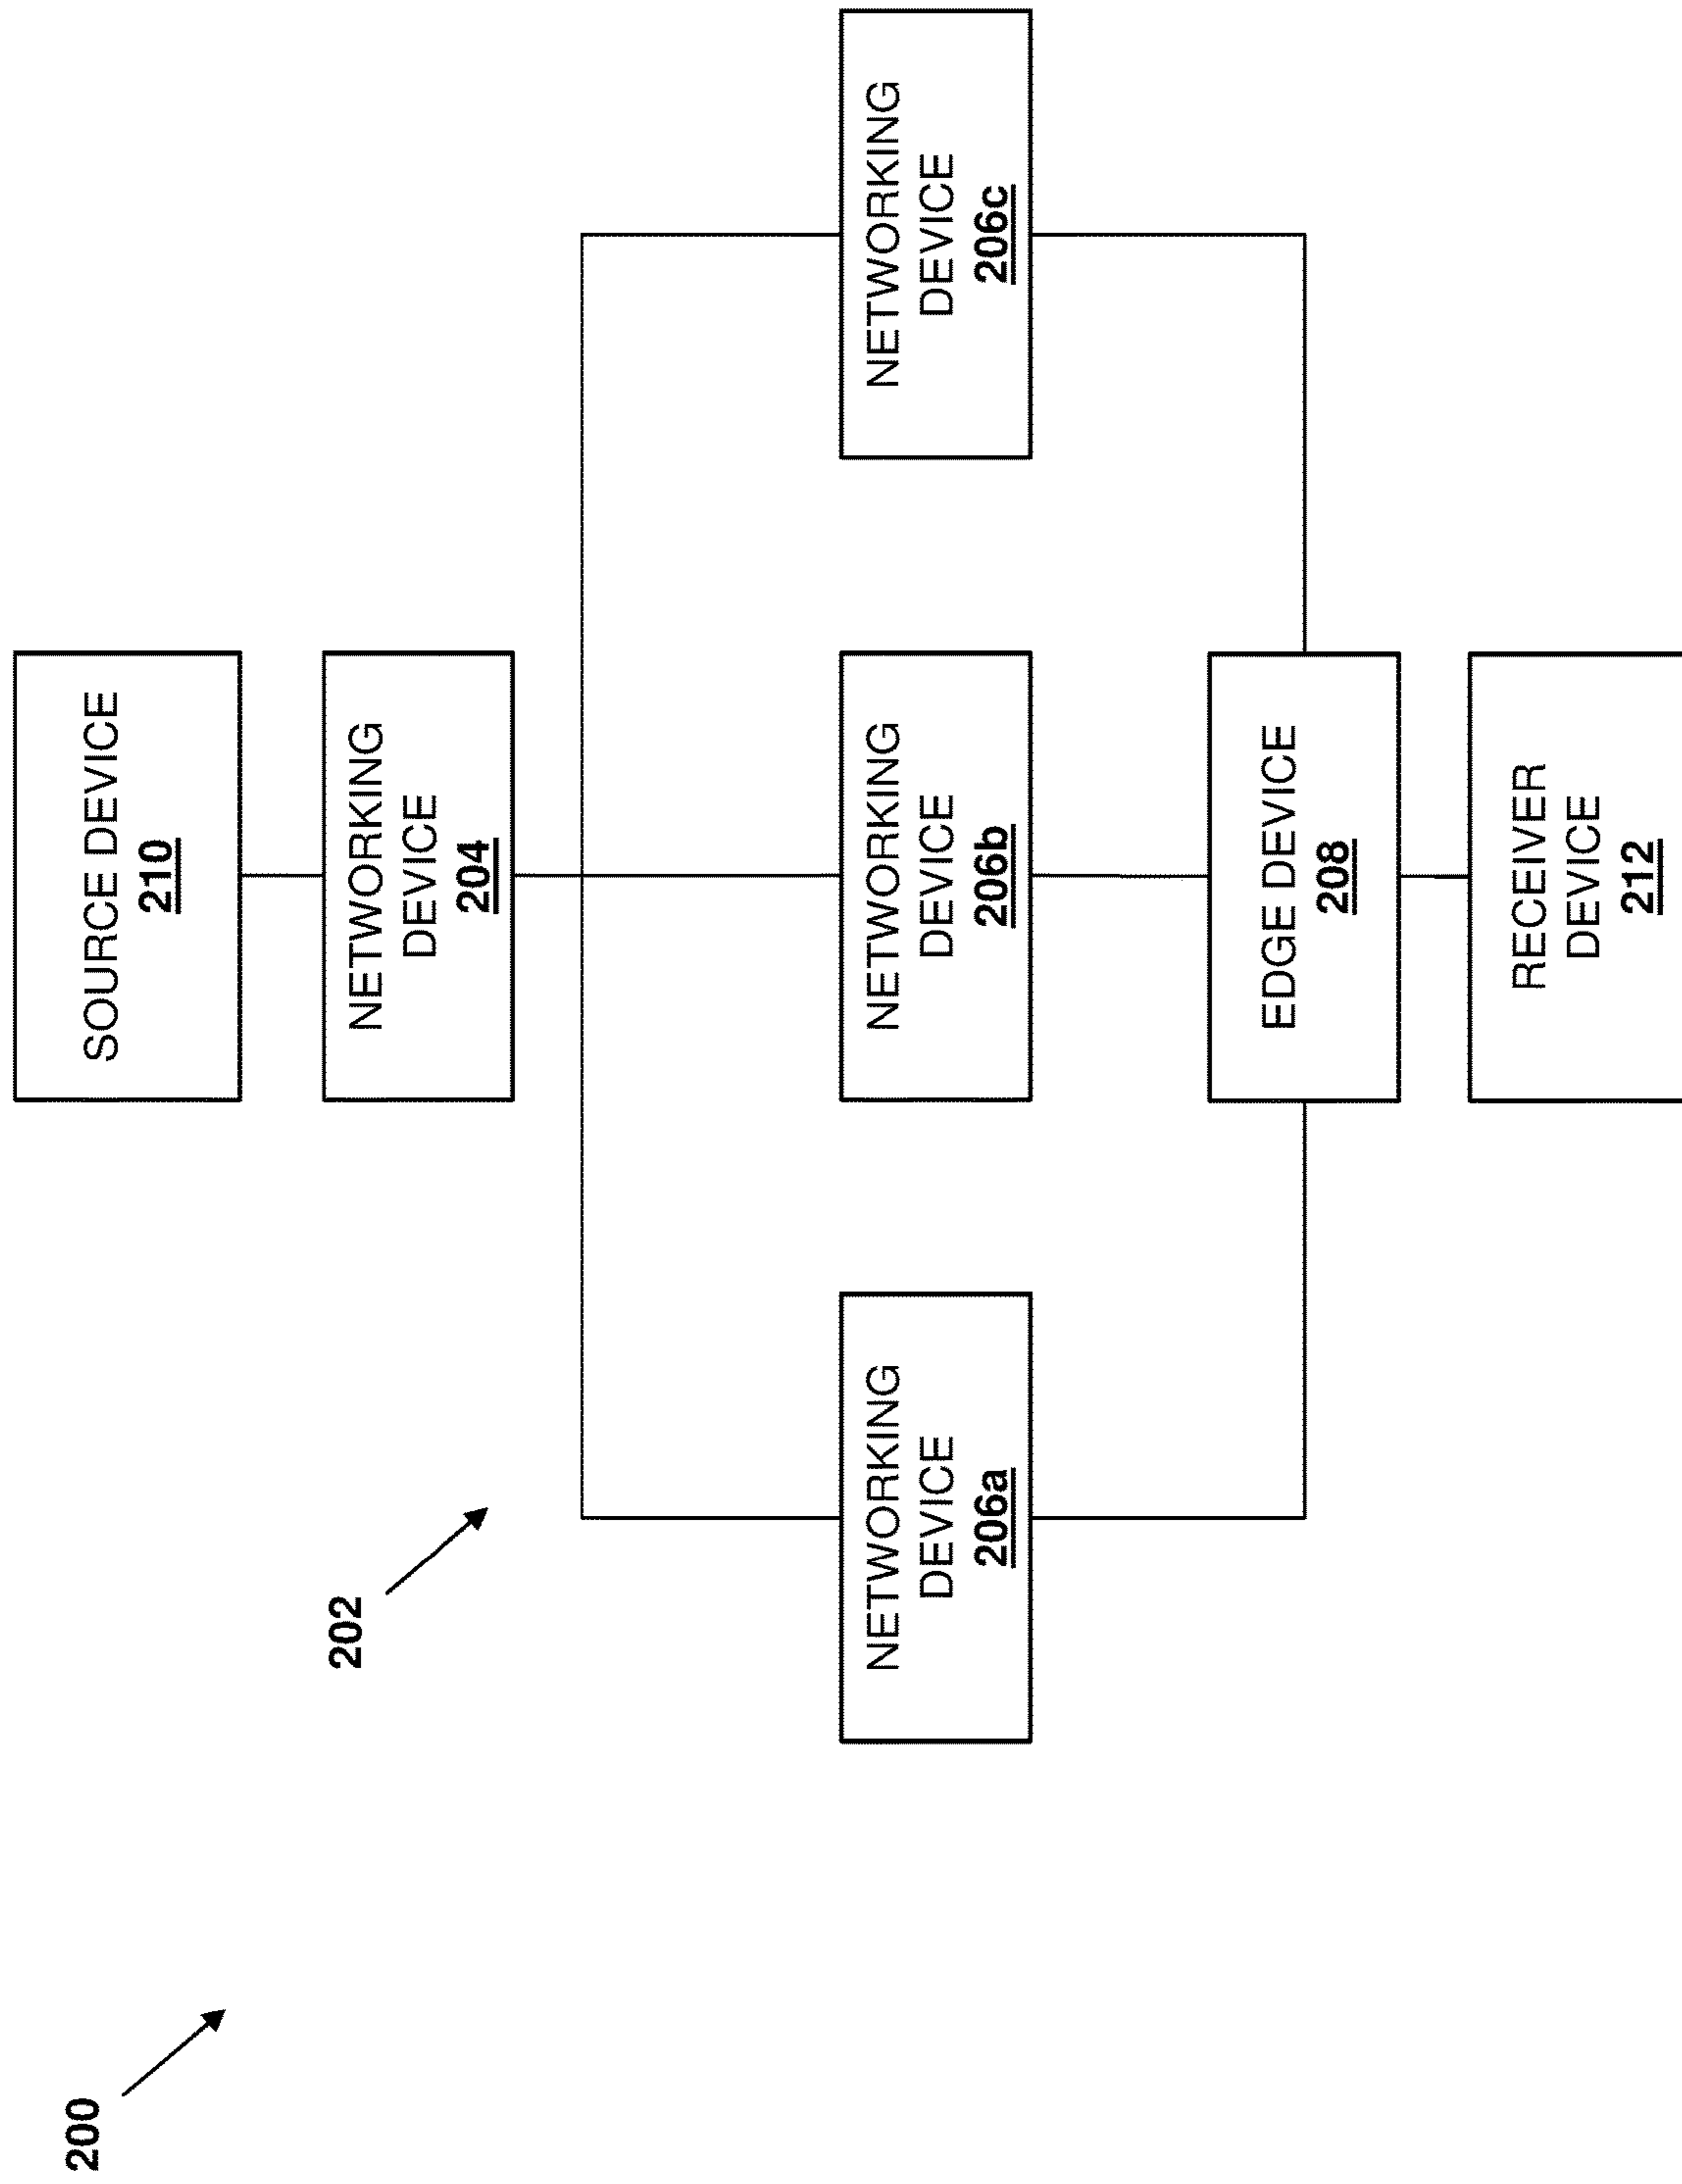 200
202
SOURCE DEVICE
210
NETWORKING
DEVICE
204
NETWORKING
DEVICE
206a
NETWORKING
DEVICE
206b
NETWORKING
DEVICE
206c
EDGE DEVICE
208
RECEIVER
DEVICE
212